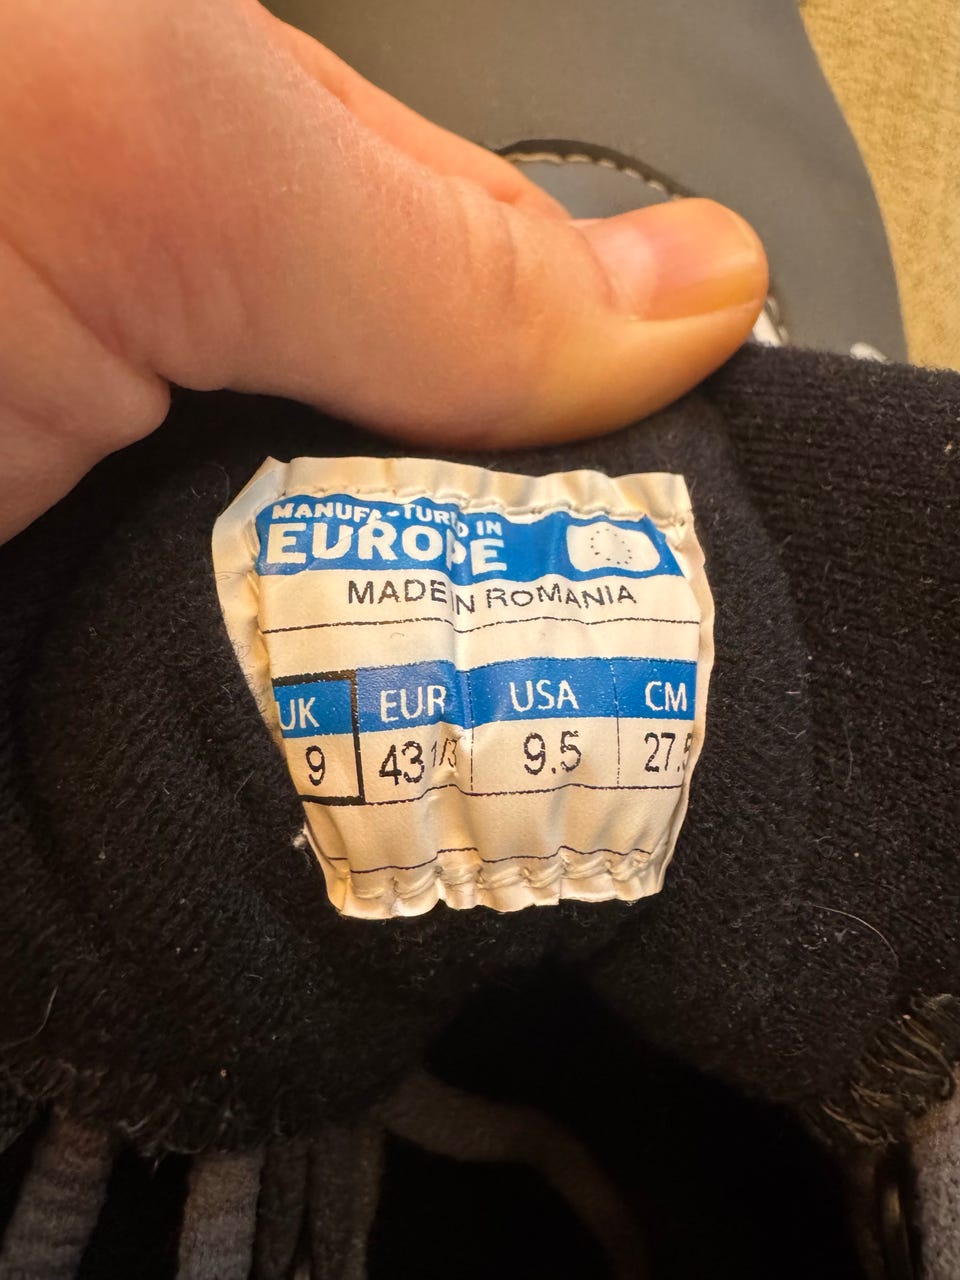 MANUFACTURED IN
EUROPE
MADE IN ROMANIA
UK EUR USA CM
9 43 1/3 9.5 27.5